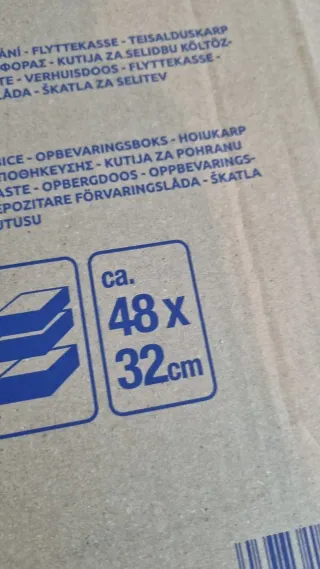 ÁNÍ - FLYTTEKASSE - TEISALDUSKARP
ΦΟΡΑΣ - KUTIJA ZA SELIDBU KÖLTÖZ-
TE - VERHUISDOOS - FLYTTEKASSE -
LÅDA - ŠKATLA ZA SELITEV
BICE - OPBEVARINGSBOKS - HOIUKARP
ΠΟΘΗΚΕΥΣΗΣ - KUTIJA ZA POHRANU
ASTE - OPBERGDOOS - OPPBEVARINGS-
EPOZITARE FÖRVARINGSLÅDA - ŠKATLA
UTUSU
ca.
48 x
32cm